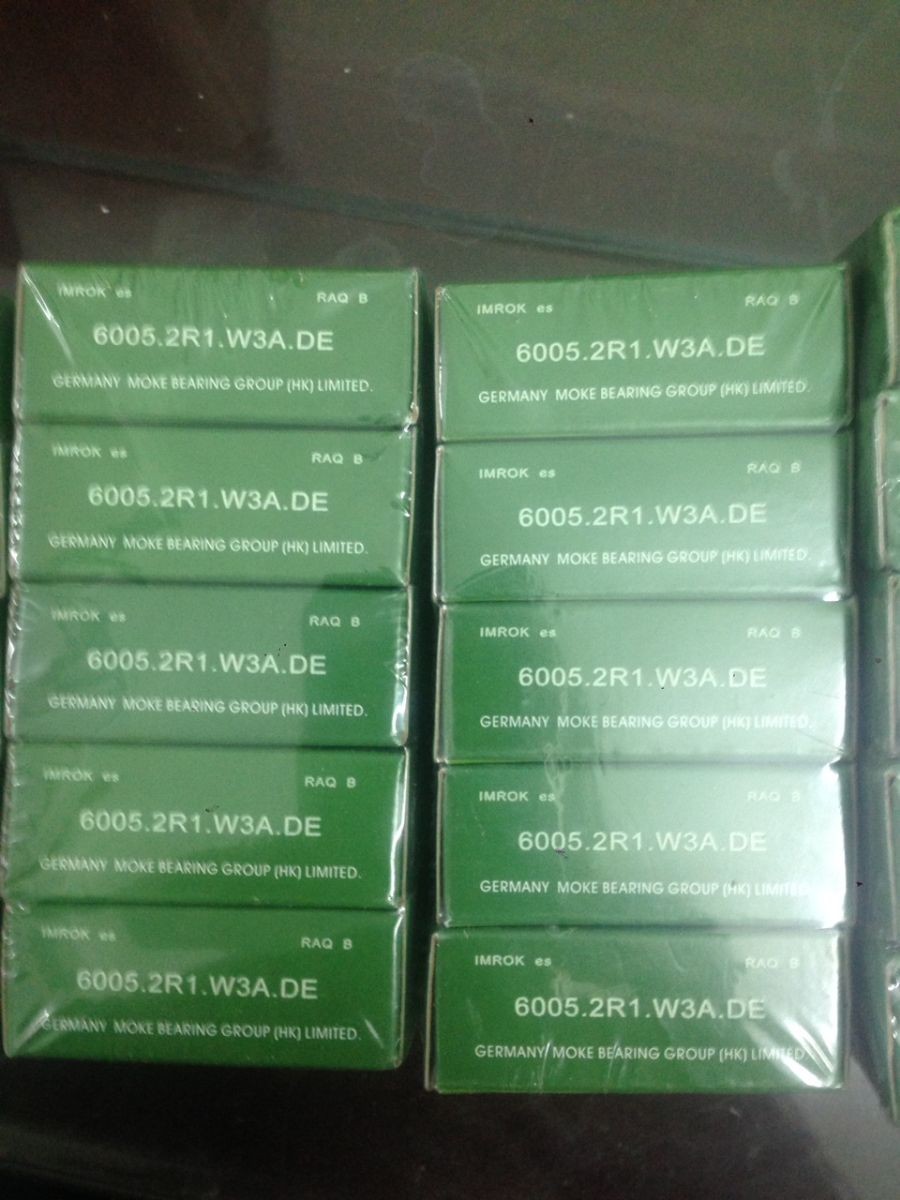 IMROK es RAQ B
6005.2R1.W3A.DE
GERMANY MOKE BEARING GROUP (HK) LIMITED.
IMROK es RAQ B
6005.2R1.W3A.DE
GERMANY MOKE BEARING GROUP (HK) LIMITED.
IMROK es RAQ B
6005.2R1.W3A.DE
GERMANY MOKE BEARING GROUP (HK) LIMITED.
IMROK es RAQ B
6005.2R1.W3A.DE
GERMANY MOKE BEARING GROUP (HK) LIMITED.
IMROK es RAQ B
6005.2R1.W3A.DE
GERMANY MOKE BEARING GROUP (HK) LIMITED.
IMROK es RAQ B
6005.2R1.W3A.DE
GERMANY MOKE BEARING GROUP (HK) LIMITED.
IMROK es RAQ B
6005.2R1.W3A.DE
GERMANY MOKE BEARING GROUP (HK) LIMITED.
IMROK es RAQ B
6005.2R1.W3A.DE
GERMANY MOKE BEARING GROUP (HK) LIMITED.
IMROK es RAQ B
6005.2R1.W3A.DE
GERMANY MOKE BEARING GROUP (HK) LIMITED
IMROK es RAQ B
6005.2R1.W3A.DE
GERMANY MOKE BEARING GROUP (HK) LIMITED